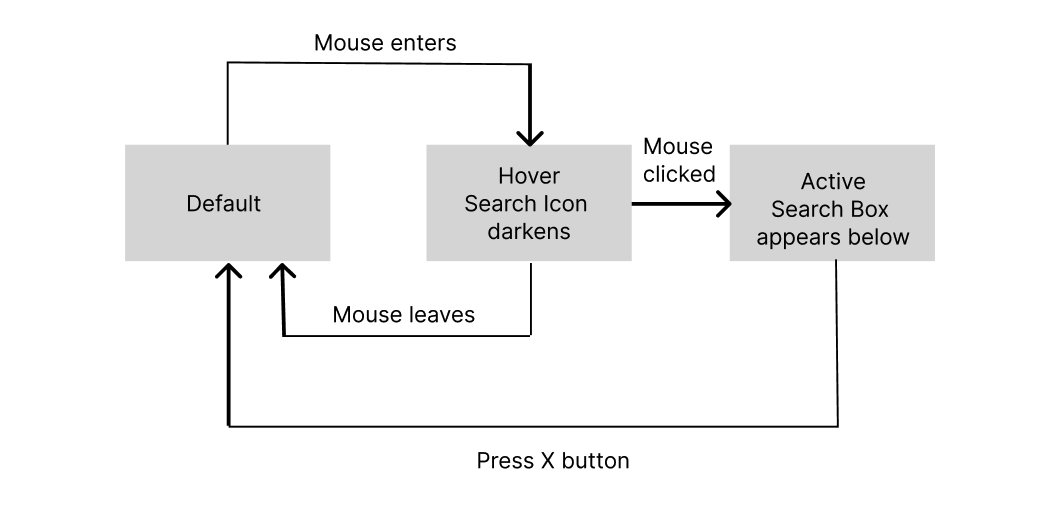 Mouse enters
Mouse
clicked
Default
Hover
Search Icon
darkens
Active
Search Box
appears below
Mouse leaves
Press X button